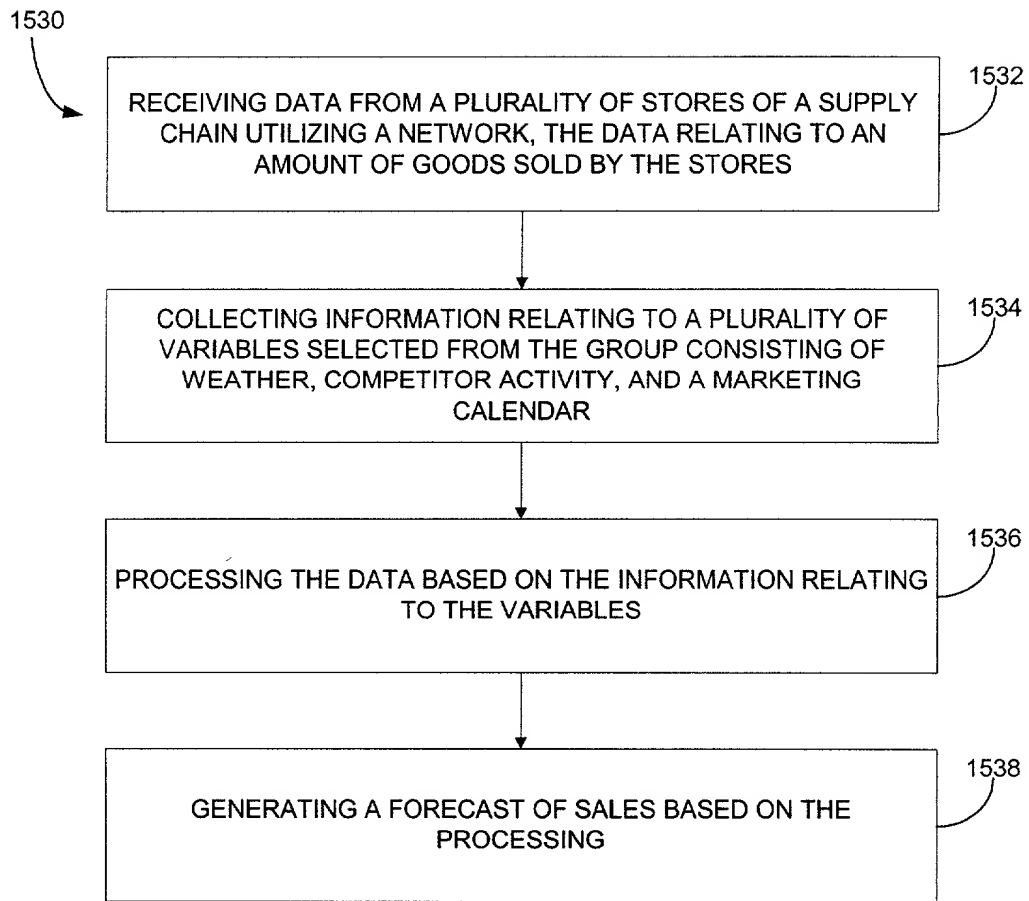 1530
1532
RECEIVING DATA FROM A PLURALITY OF STORES OF A SUPPLY
CHAIN UTILIZING A NETWORK, THE DATA RELATING TO AN
AMOUNT OF GOODS SOLD BY THE STORES
1534
COLLECTING INFORMATION RELATING TO A PLURALITY OF
VARIABLES SELECTED FROM THE GROUP CONSISTING OF
WEATHER, COMPETITOR ACTIVITY, AND A MARKETING
CALENDAR
1536
PROCESSING THE DATA BASED ON THE INFORMATION RELATING
TO THE VARIABLES
1538
GENERATING A FORECAST OF SALES BASED ON THE
PROCESSING